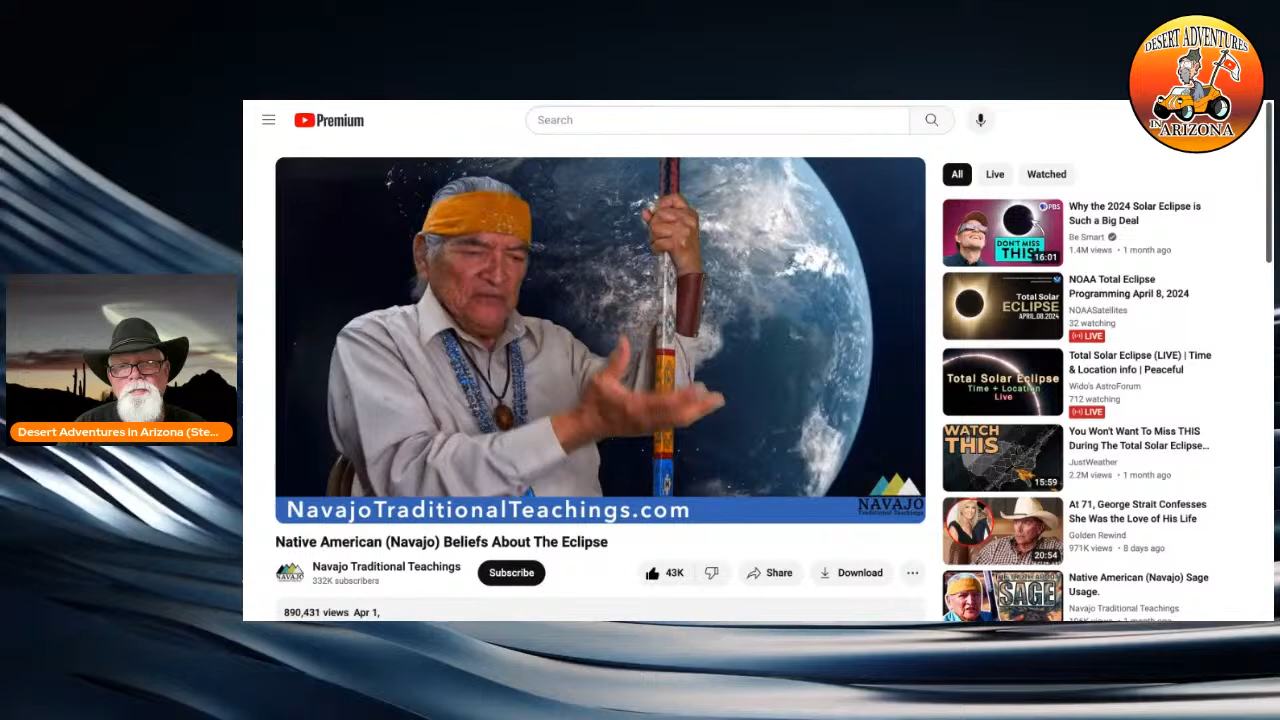 DESERT ADVENTURES
IN ARIZONA
Premium
Search
All
Live
Watched
NavajoTraditionalTeachings.com
NAVAJO
Traditional Teachings
Native American (Navajo) Beliefs About The Eclipse
NAVAJO
Navajo Traditional Teachings
332K subscribers
Subscribe
43K
Share
Download
890,431 views Apr 1,
PBS
DON'T MISS
THIS!
16:01
Why the 2024 Solar Eclipse is
Such a Big Deal
Be Smart
1.4M views • 1 month ago
Total Solar
ECLIPSE
APRIL.08.2024
NOAA Total Eclipse
Programming April 8, 2024
NOAASatellites
32 watching
LIVE
Total Solar Eclipse
Time + Location
Live
Total Solar Eclipse (LIVE) | Time
& Location info | Peaceful
Wido's AstroForum
712 watching
LIVE
WATCH
THIS
15:59
You Won't Want To Miss THIS
During The Total Solar Eclipse...
JustWeather
2.2M views • 1 month ago
20:54
At 71, George Strait Confesses
She Was the Love of His Life
Golden Rewind
971K views • 8 days ago
SAGE
Native American (Navajo) Sage
Usage.
Navajo Traditional Teachings
Desert Adventures in Arizona (Ste...